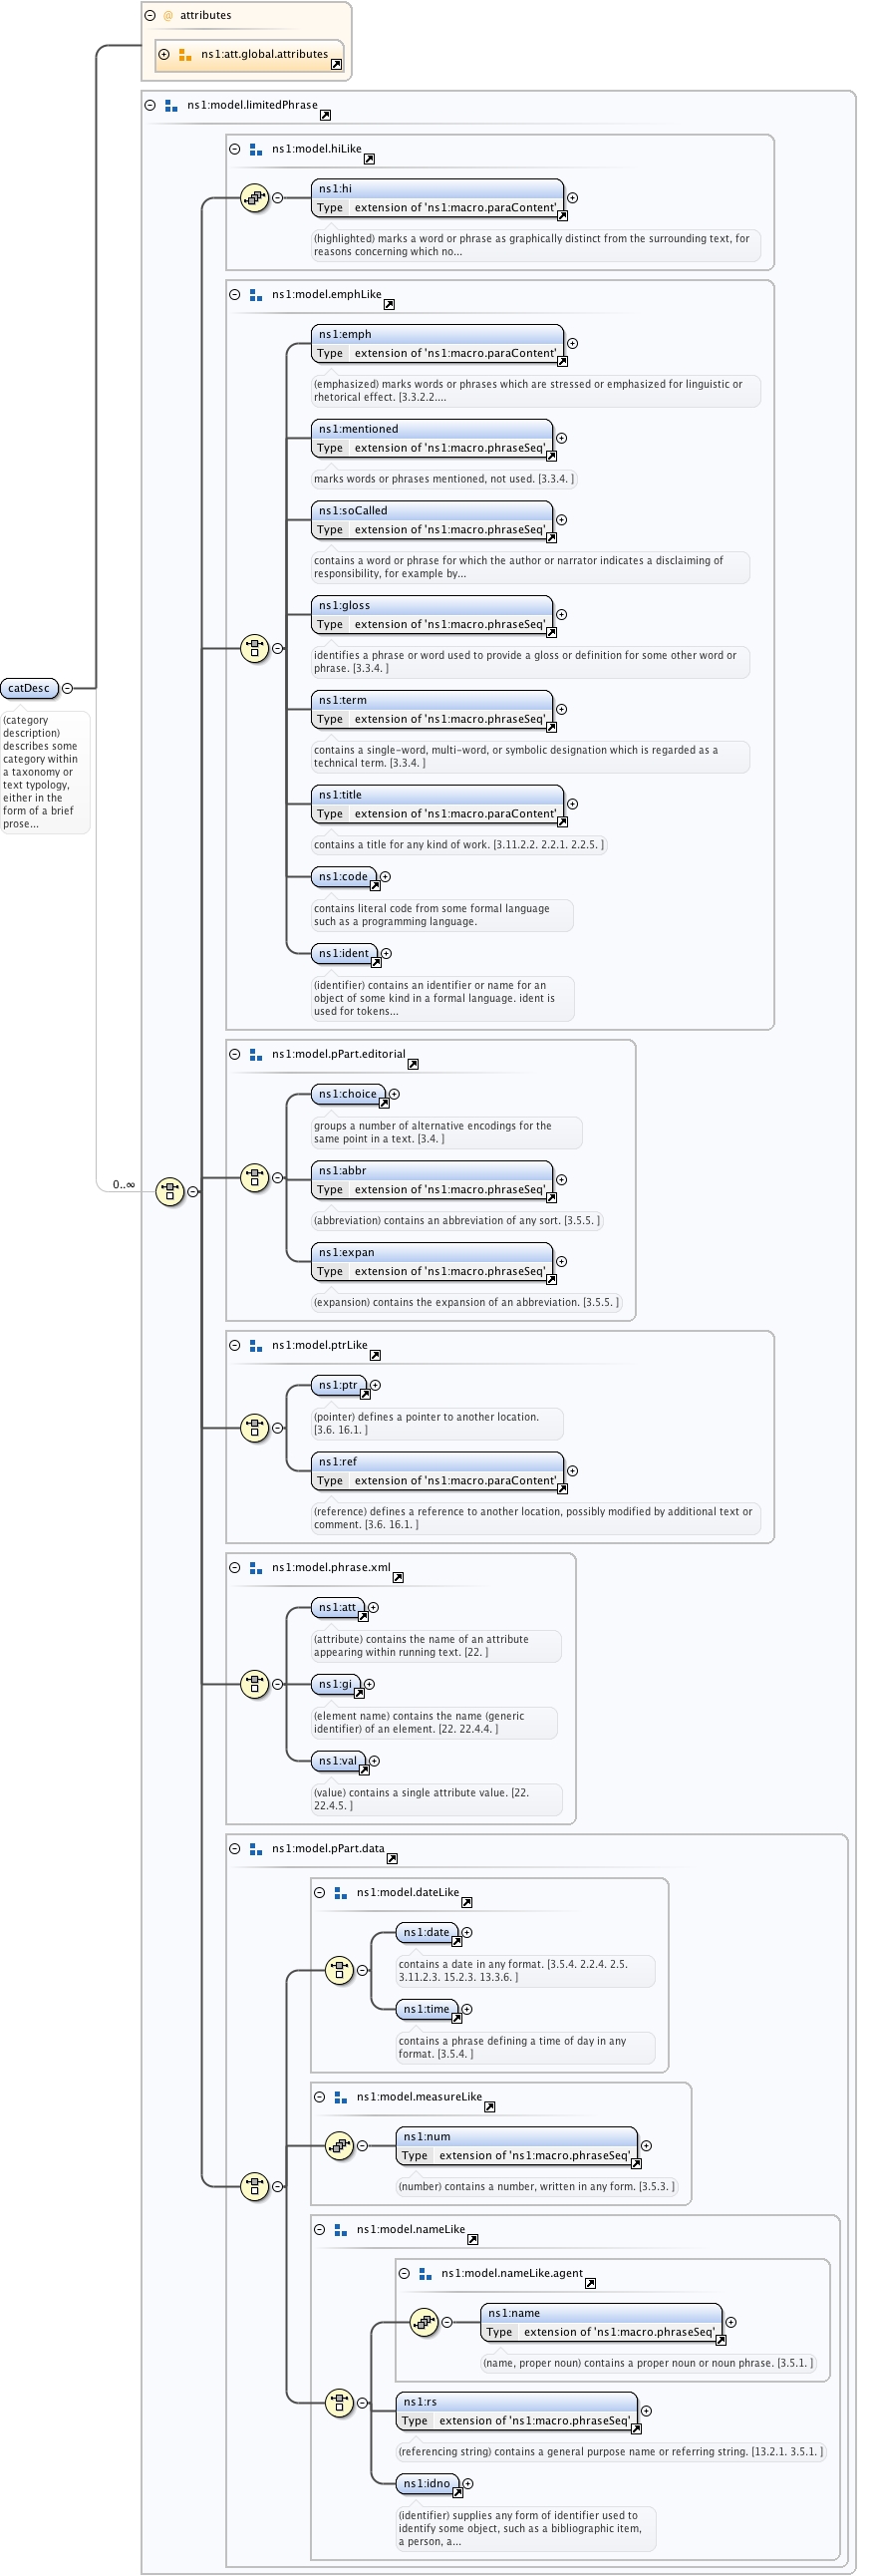 @ attributes
ns1:att.global.attributes
ns1:model.limitedPhrase
ns1:model.hiLike
ns1:hi
Type extension of 'ns1:macro.paraContent'
(highlighted) marks a word or phrase as graphically distinct from the surrounding text, for
reasons concerning which no...
ns1:model.emphLike
ns1:emph
Type extension of 'ns1:macro.paraContent'
(emphasized) marks words or phrases which are stressed or emphasized for linguistic or
rhetorical effect. [3.3.2.2....
ns1:mentioned
Type extension of 'ns1:macro.phraseSeq'
marks words or phrases mentioned, not used. [3.3.4. ]
ns1:soCalled
Type extension of 'ns1:macro.phraseSeq'
contains a word or phrase for which the author or narrator indicates a disclaiming of
responsibility, for example by...
ns1:gloss
Type extension of 'ns1:macro.phraseSeq'
identifies a phrase or word used to provide a gloss or definition for some other word or
phrase. [3.3.4. ]
catDesc
(category
description)
describes some
category within
a taxonomy or
text typology,
either in the
form of a brief
prose...
ns1:term
Type extension of 'ns1:macro.phraseSeq'
contains a single-word, multi-word, or symbolic designation which is regarded as a
technical term. [3.3.4. ]
ns1:title
Type extension of 'ns1:macro.paraContent'
contains a title for any kind of work. [3.11.2.2. 2.2.1. 2.2.5. ]
ns1:code
contains literal code from some formal language
such as a programming language.
ns1:ident
(identifier) contains an identifier or name for an
object of some kind in a formal language. ident is
used for tokens...
ns1:model.pPart.editorial
ns1:choice
groups a number of alternative encodings for the
same point in a text. [3.4. ]
ns1:abbr
Type extension of 'ns1:macro.phraseSeq'
0..∞
(abbreviation) contains an abbreviation of any sort. [3.5.5. ]
ns1:expan
Type extension of 'ns1:macro.phraseSeq'
(expansion) contains the expansion of an abbreviation. [3.5.5. ]
ns1:model.ptrLike
ns1:ptr
(pointer) defines a pointer to another location.
[3.6. 16.1. ]
ns1:ref
Type extension of 'ns1:macro.paraContent'
(reference) defines a reference to another location, possibly modified by additional text or
comment. [3.6. 16.1. ]
ns1:model.phrase.xml
ns1:att
(attribute) contains the name of an attribute
appearing within running text. [22. ]
ns1:gi
(element name) contains the name (generic
identifier) of an element. [22. 22.4.4. ]
ns1:val
(value) contains a single attribute value. [22.
22.4.5. ]
ns1:model.pPart.data
ns1:model.dateLike
ns1:date
contains a date in any format. [3.5.4. 2.2.4. 2.5.
3.11.2.3. 15.2.3. 13.3.6. ]
ns1:time
contains a phrase defining a time of day in any
format. [3.5.4. ]
ns1:model.measureLike
ns1:num
Type extension of 'ns1:macro.phraseSeq'
(number) contains a number, written in any form. [3.5.3. ]
ns1:model.nameLike
ns1:model.nameLike.agent
ns1:name
Type extension of 'ns1:macro.phraseSeq'
(name, proper noun) contains a proper noun or noun phrase. [3.5.1. ]
ns1:rs
Type extension of 'ns1:macro.phraseSeq'
(referencing string) contains a general purpose name or referring string. [13.2.1. 3.5.1. ]
ns1:idno
(identifier) supplies any form of identifier used to
identify some object, such as a bibliographic item,
a person, a...